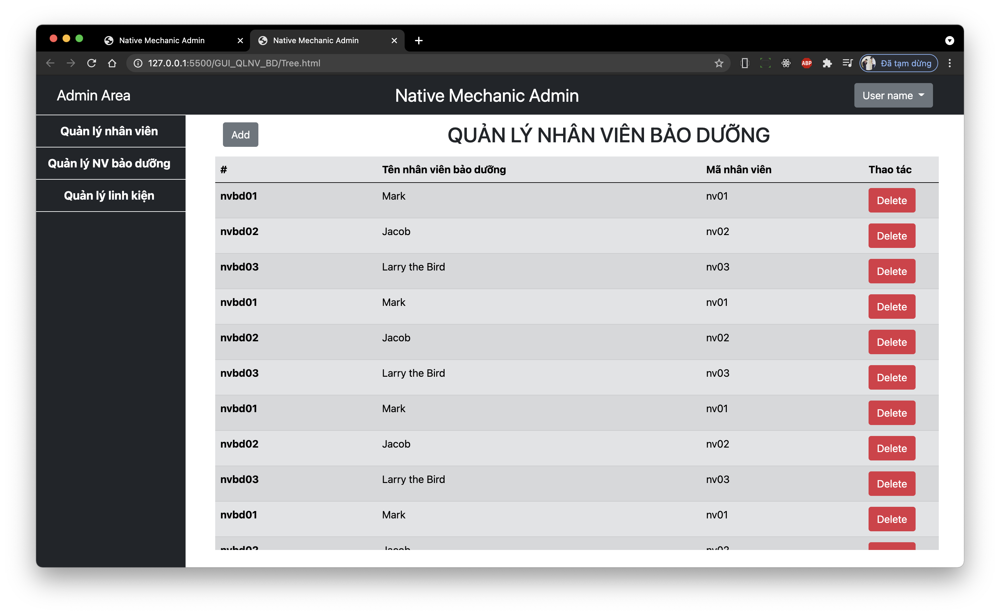 Native Mechanic Admin
Native Mechanic Admin
127.0.0.1:5500/GUI_QLNV_BD/Tree.html
ABP
Đã tạm dừng
Admin Area
Native Mechanic Admin
User name
Quản lý nhân viên
Quản lý NV bảo dưỡng
Quản lý linh kiện
Add
QUẢN LÝ NHÂN VIÊN BẢO DƯỠNG
# Tên nhân viên bảo dưỡng Mã nhân viên Thao tác
nvbd01 Mark nv01 Delete
nvbd02 Jacob nv02 Delete
nvbd03 Larry the Bird nv03 Delete
nvbd01 Mark nv01 Delete
nvbd02 Jacob nv02 Delete
nvbd03 Larry the Bird nv03 Delete
nvbd01 Mark nv01 Delete
nvbd02 Jacob nv02 Delete
nvbd03 Larry the Bird nv03 Delete
nvbd01 Mark nv01 Delete
nvbd02 Jacob nv02